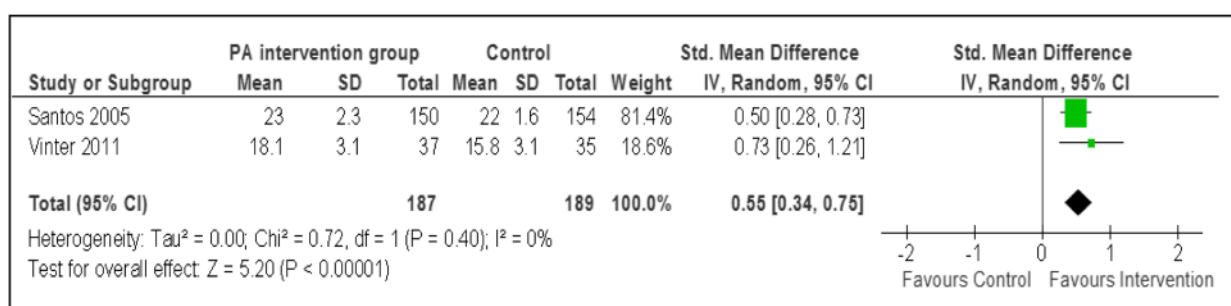 PA intervention group Control Std. Mean Difference Std. Mean Difference
Study or Subgroup Mean SD Total Mean SD Total Weight IV, Random, 95% CI IV, Random, 95% CI
Santos 2005 23 2.3 150 22 1.6 154 81.4% 0.50 [0.28, 0.73]
Vinter 2011 18.1 3.1 37 15.8 3.1 35 18.6% 0.73 [0.26, 1.21]
Total (95% CI) 187 189 100.0% 0.55 [0.34, 0.75]
Heterogeneity: Tau² = 0.00; Chi² = 0.72, df = 1 (P = 0.40); I² = 0%
Test for overall effect: Z = 5.20 (P < 0.00001)
-2 -1 0 1 2
Favours Control Favours Intervention